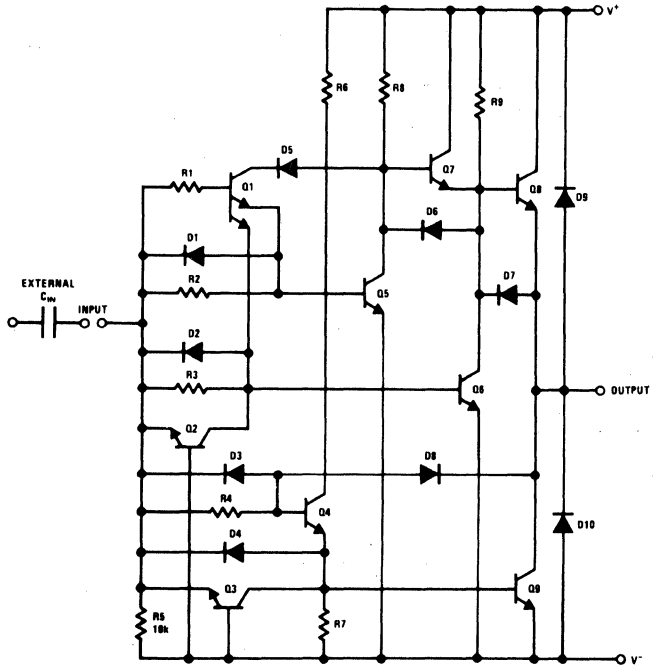 V+
R6
R8
R9
D5
Q7
R1
Q1
Q8
D9
D6
D1
EXTERNAL
CIN
INPUT
R2
D7
Q5
D2
R3
Q6
OUTPUT
Q2
D3
D8
R4
Q4
D10
D4
Q3
Q9
R5
10k
R7
V-